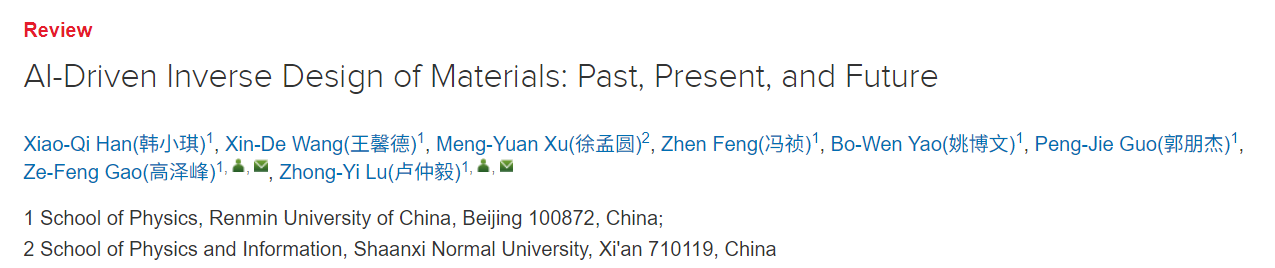 Review
AI-Driven Inverse Design of Materials: Past, Present, and Future
Xiao-Qi Han(韩小琪)1, Xin-De Wang(王馨德)1, Meng-Yuan Xu(徐孟圆)2, Zhen Feng(冯祯)1, Bo-Wen Yao(姚博文)1, Peng-Jie Guo(郭朋杰)1,
Ze-Feng Gao(高泽峰)1, , , Zhong-Yi Lu(卢仲毅)1, ,
1 School of Physics, Renmin University of China, Beijing 100872, China;
2 School of Physics and Information, Shaanxi Normal University, Xi'an 710119, China